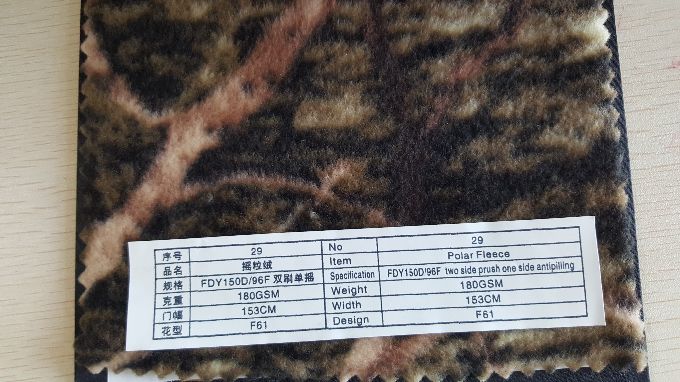 序号 29 No 29
品名 摇粒绒 Item Polar Fleece
规格 FDY150D/96F 双刷单摇 Specification FDY150D/96F two side prush one side antipilling
克重 180GSM Weight 180GSM
门幅 153CM Width 153CM
花型 F61 Design F61